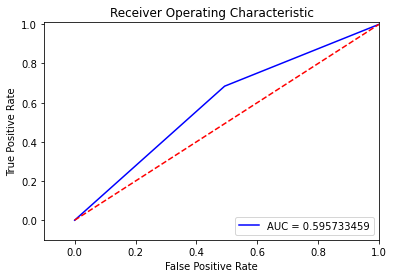 Receiver Operating Characteristic
1.0
0.8
0.6
0.4
0.2
0.0
True Positive Rate
AUC = 0.595733459
0.0 0.2 0.4 0.6 0.8 1.0
False Positive Rate